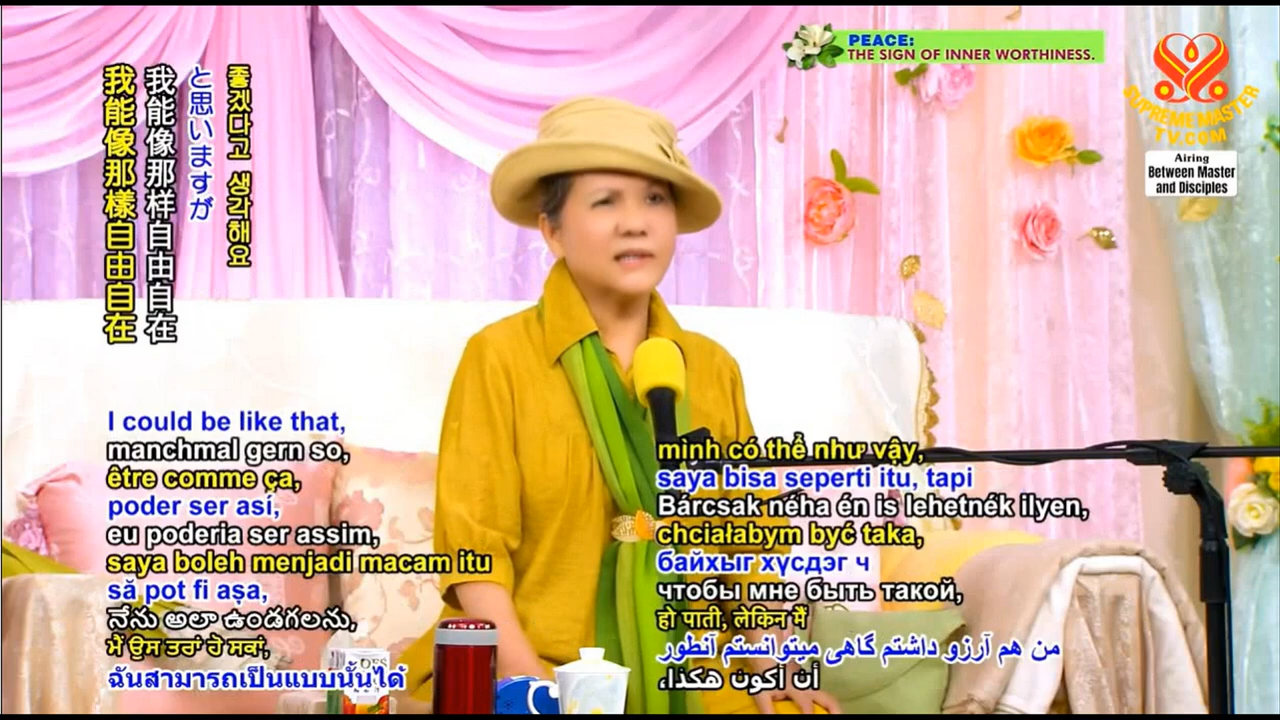 PEACE:
THE SIGN OF INNER WORTHINESS.
SUPREME MASTER
TV.COM
Airing
Between Master
and Disciples
좋겠다고 생각해요
と思いますが
我能像那样自由自在
我能像那樣自由自在
I could be like that,
manchmal gern so,
être comme ça,
poder ser así,
eu poderia ser assim,
saya boleh menjadi macam itu
să pot fi aşa,
నేను అలా ఉండగలను,
ਮੈਂ ਉਸ ਤਰਾਂ ਹੋ ਸਕਾਂ,
ฉันสามารถเป็นแบบนั้นได้
mình có thể như vậy,
saya bisa seperti itu, tapi
Bárcsak néha én is lehetnék ilyen,
chciałabym być taka,
байхыг хүсдэг ч
чтобы мне быть такой,
हो पाती, लेकिन मैं
من هم آرزو داشتم گاهی میتوانستم آنطور
أن أكون هكذا،